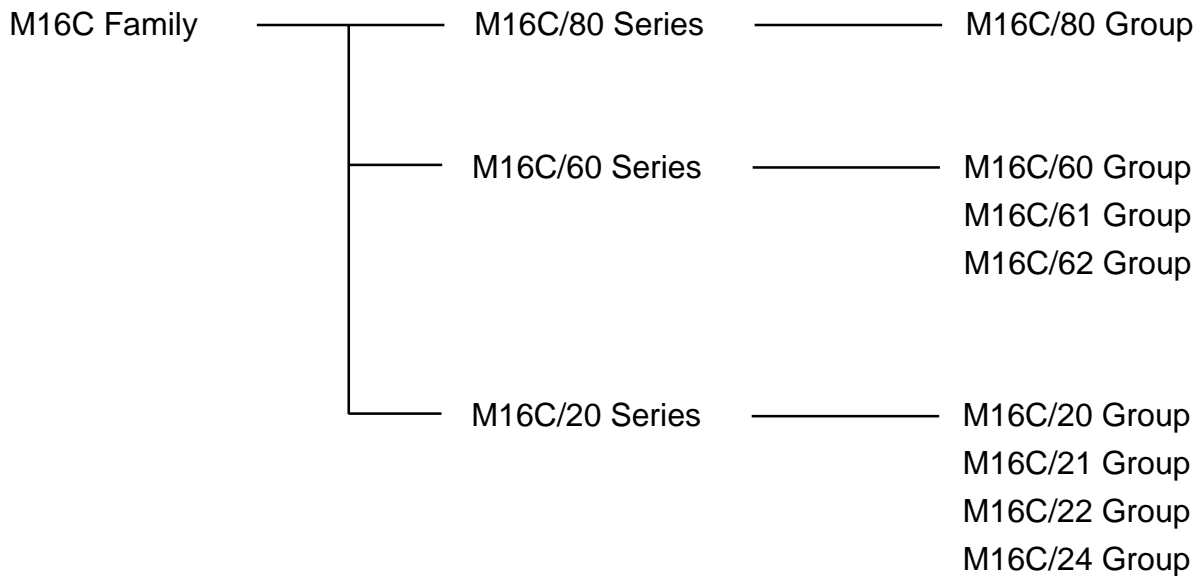 M16C Family M16C/80 Series M16C/80 Group
M16C/60 Series M16C/60 Group
M16C/61 Group
M16C/62 Group
M16C/20 Series M16C/20 Group
M16C/21 Group
M16C/22 Group
M16C/24 Group